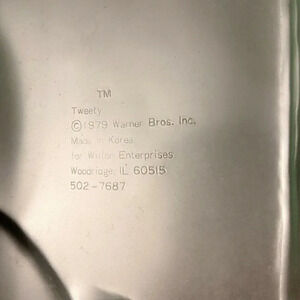 TM
Tweety
©1979 Warner Bros. Inc.
Made in Korea
for Wilton Enterprises
Woodridge, IL 60515
502-7687